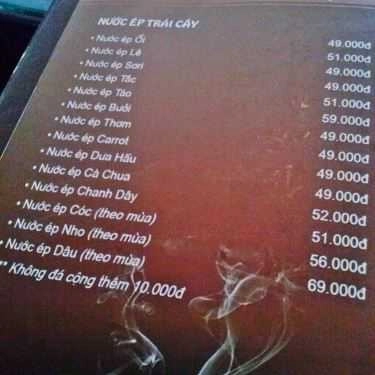 NƯỚC ÉP TRÁI CÂY
• Nước ép Ổi 49.000đ
• Nước ép Lê 51.000đ
• Nước ép Sori 49.000đ
• Nước ép Tắc 49.000đ
• Nước ép Táo 51.000đ
• Nước ép Bưởi 59.000đ
• Nước ép Thơm 49.000đ
• Nước ép Carrot 49.000đ
• Nước ép Dưa Hấu 49.000đ
• Nước ép Cà Chua 49.000đ
• Nước ép Chanh Dây 52.000đ
• Nước ép Cóc (theo mùa) 51.000đ
• Nước ép Nho (theo mùa) 56.000đ
• Nước ép Dâu (theo mùa) 69.000đ
** Không đá cộng thêm 10.000đ